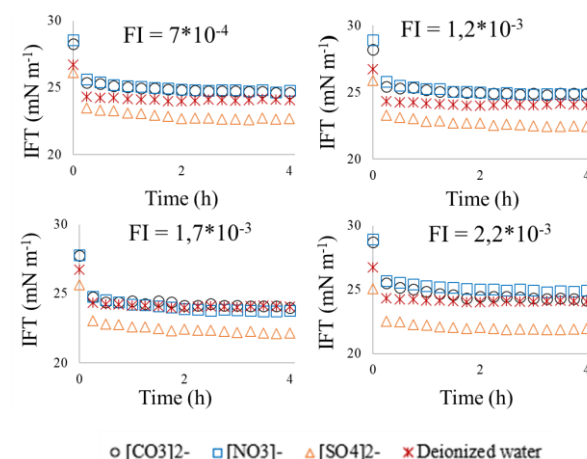 FI = 7*10-4
30
25
20
IFT (mN m-1)
0
2
4
Time (h)
FI = 1,2*10-3
30
25
20
IFT (mN m-1)
0
2
4
Time (h)
FI = 1,7*10-3
30
25
20
IFT (mN m-1)
0
2
4
Time (h)
FI = 2,2*10-3
30
25
20
IFT (mN m-1)
0
2
4
Time (h)
[CO3]2- [NO3]- [SO4]2- Deionized water